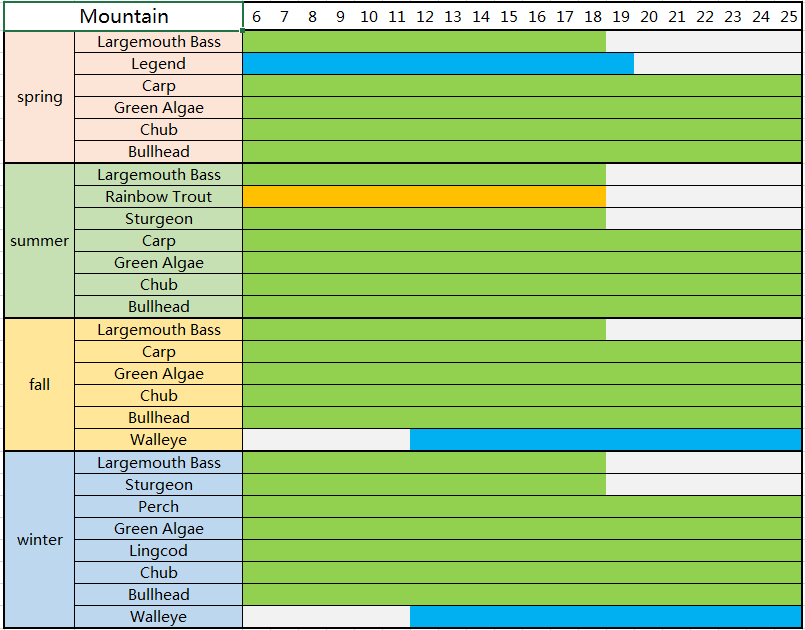 Mountain 6 7 8 9 10 11 12 13 14 15 16 17 18 19 20 21 22 23 24 25
spring
Largemouth Bass
Legend
Carp
Green Algae
Chub
Bullhead
summer
Largemouth Bass
Rainbow Trout
Sturgeon
Carp
Green Algae
Chub
Bullhead
fall
Largemouth Bass
Carp
Green Algae
Chub
Bullhead
Walleye
winter
Largemouth Bass
Sturgeon
Perch
Green Algae
Lingcod
Chub
Bullhead
Walleye